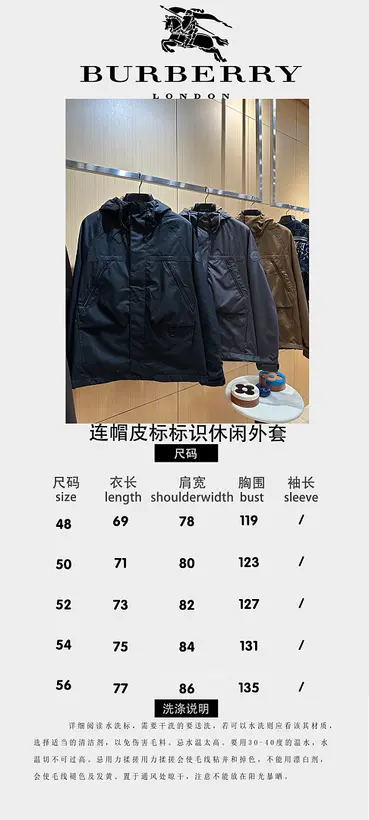 BURBERRY
LONDON
连帽皮标标识休闲外套
尺码
尺码 衣长 肩宽 胸围 袖长
size length shoulderwidth bust sleeve
48 69 78 119 /
50 71 80 123 /
52 73 82 127 /
54 75 84 131 /
56 77 86 135 /
洗涤说明
详细阅读水洗标，需要干洗的要送洗，若可以水洗则应看该其材质，
选择适当的清洁剂，以免伤害毛料。总水温太高。要用30-40度的温水，水
温切不可过高。总用力揉搓用力揉搓会使毛线粘并和掉色，不能用漂白剂，
会使毛线褪色及发黄。置于通风处晾干，注意不能放在阳光暴晒。